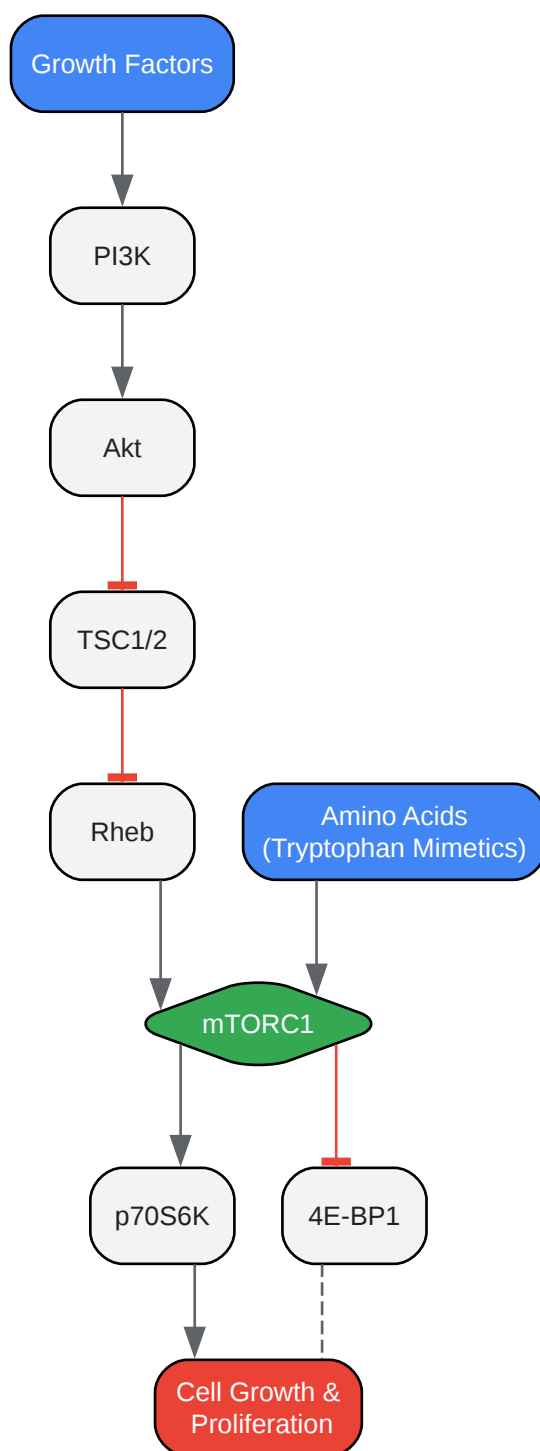 Growth Factors
PI3K
Akt
TSC1/2
Rheb
Amino Acids
(Tryptophan Mimetics)
mTORC1
p70S6K
4E-BP1
Cell Growth &
Proliferation